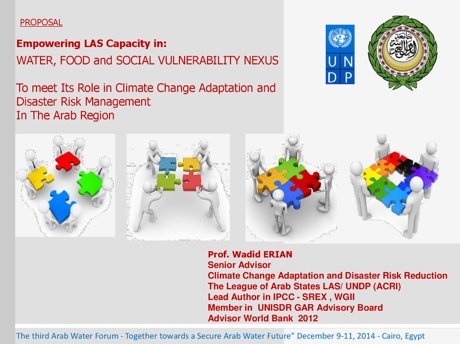 PROPOSAL
Empowering LAS Capacity in:
WATER, FOOD and SOCIAL VULNERABILITY NEXUS
To meet Its Role in Climate Change Adaptation and
Disaster Risk Management
In The Arab Region
U N
D P
Prof. Wadid ERIAN
Senior Advisor
Climate Change Adaptation and Disaster Risk Reduction
The League of Arab States LAS/ UNDP (ACRI)
Lead Author in IPCC - SREX , WGII
Member in  UNISDR GAR Advisory Board
Advisor World Bank  2012
The third Arab Water Forum - Together towards a Secure Arab Water Future” December 9-11, 2014 - Cairo, Egypt